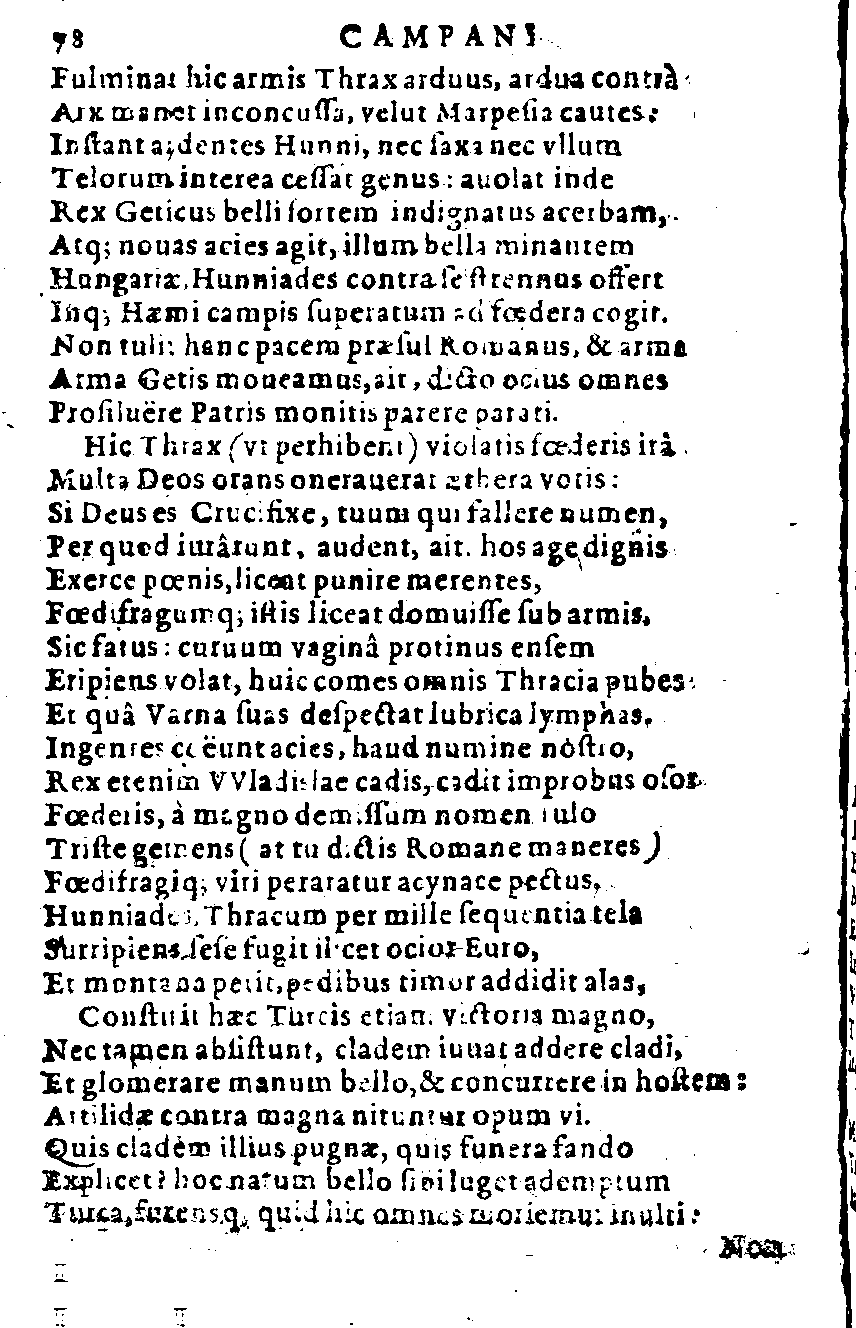 78 CAMPANI
Fulminat hic armis Thrax arduus, ardua contrà
Arx manet inconcuſſa, velut Marpeſia cautes:
Inſtant ardentes Hunni, nec ſaxa nec vllum
Telorum interea ceſſat genus: auolat inde
Rex Geticus belli ſortem indignatus acerbam,
Atq; nouas acies agit, illum bella minantem
Hungariæ, Hunniades contra ſe ſtrennus offert
Inq; Hæmi campis ſuperatum ad fœdera cogit.
Non tulit hanc pacem præſul Romanus, & arma
Arma Getis moueamus, ait, dicto ocius omnes
Proſiluëre Patris monitis parere parati.
Hic Thrax (vt perhibent) violatis fœderis irâ
Multa Deos orans onerauerat æthera votis:
Si Deus es Crucifixe, tuum qui fallere numen,
Per quod iurârunt, audent, ait. hos age dignis
Exerce pœnis, liceat punire merentes,
Fœdifragumq; iſtis liceat domuiſſe ſub armis.
Sic fatus: curuum vaginâ protinus enſem
Eripiens volat, huic comes omnis Thracia pubes
Et quâ Varna ſuas deſpectat lubrica lymphas,
Ingentes coëunt acies, haud numine noſtro,
Rex etenim VVladiſlae cadis, cadit improbus oſor
Fœderis, à magno demiſſum nomen Iulo
Triſte gemens ( at tu dictis Romane maneres)
Fœdifragiq; viri peraratur acynace pectus,
Hunniades, Thracum per mille ſequentia tela
Surripiens ſeſe fugit ilicet ocior Euro,
Et montana petit, pedibus timor addidit alas,
Conſtitit hæc Turcis etiam victoria magno,
Nec tamen abſiſtunt, cladem iuuat addere cladi,
Et glomerare manum bello, & concurrere in hoſtem:
Attilidæ contra magna nituntur opum vi.
Quis cladèm illius pugnæ, quis funera fando
Explicet? hoc natum bello ſibi luget ademptum
Turca, furensq, quid hic omnes moriemur inulti:
Non